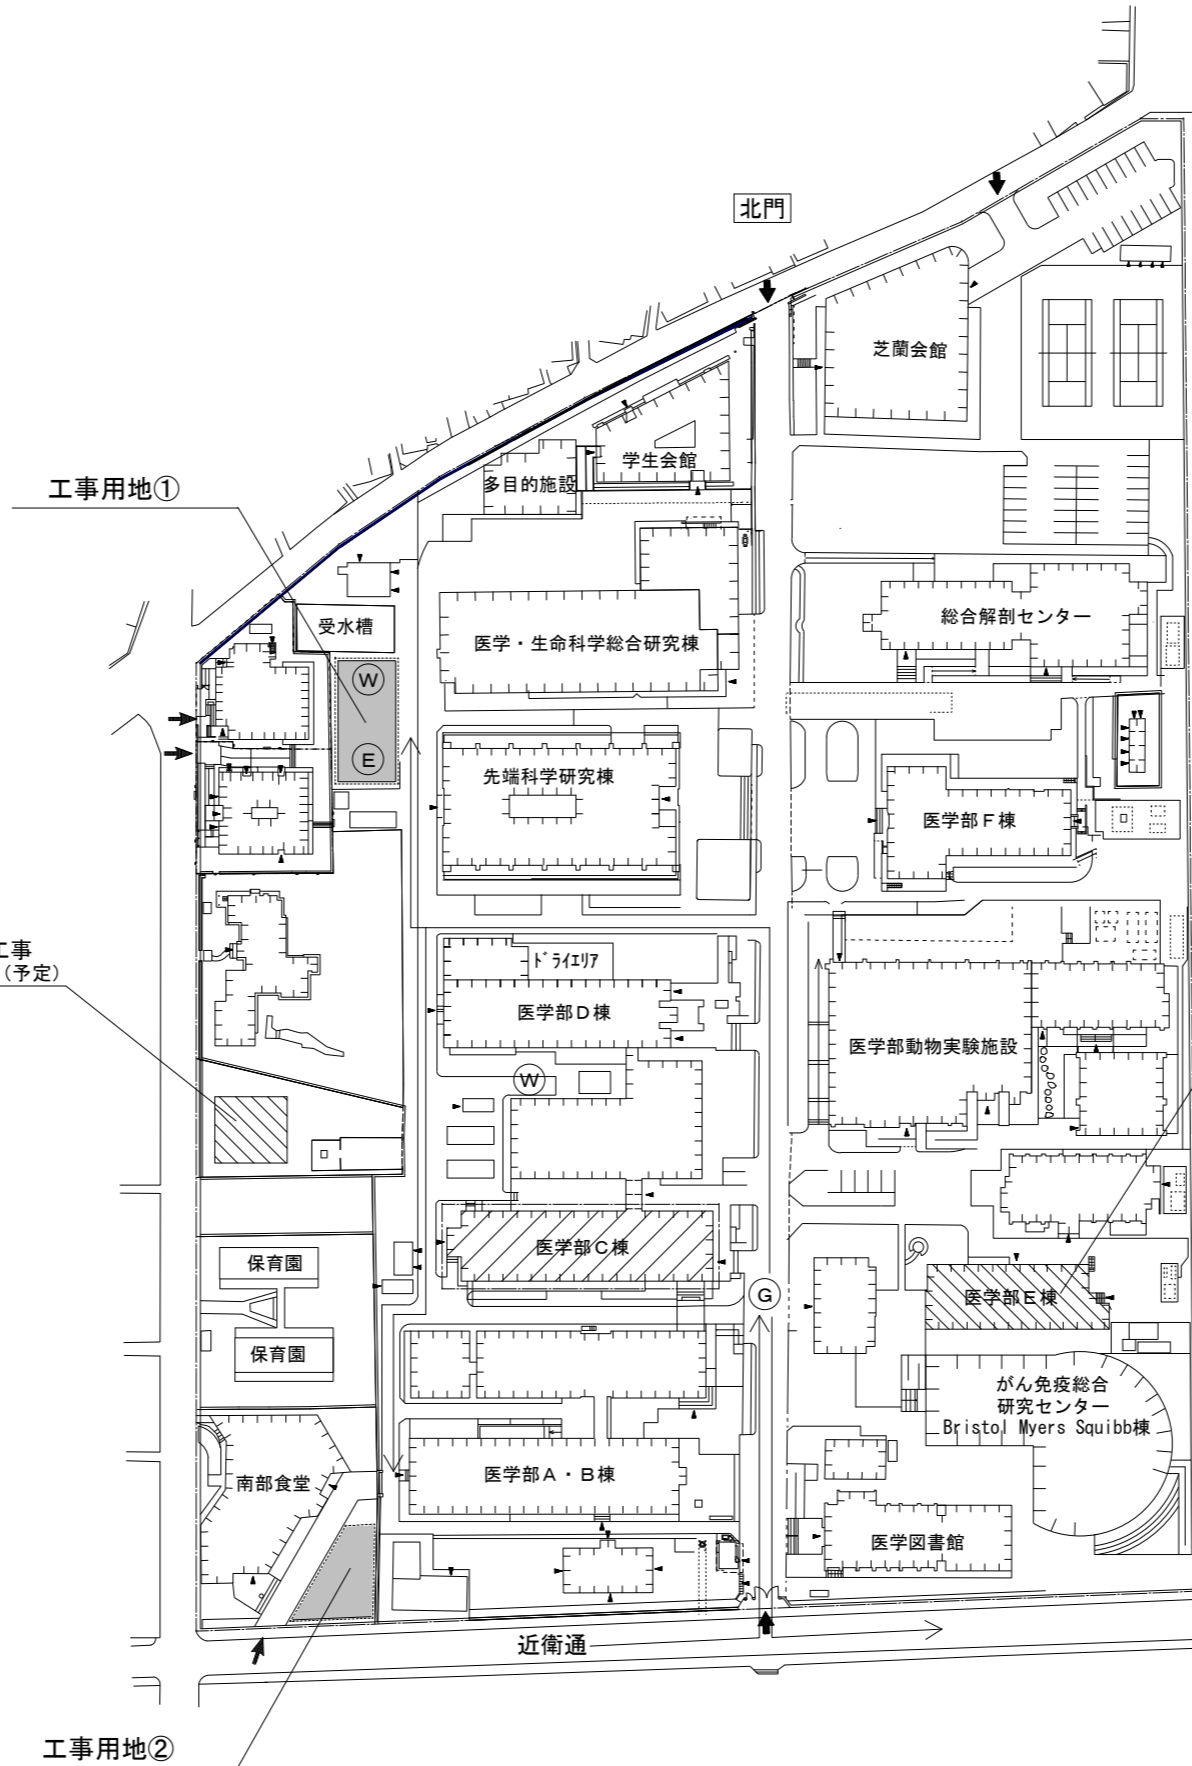 北門
芝蘭会館
工事用地①
学生会館
多目的施設
受水槽
医学・生命科学総合研究棟
総合解剖センター
W
E
先端科学研究棟
医学部F棟
工事
（予定）
ドライエリア
医学部D棟
医学部動物実験施設
W
医学部C棟
保育園
G
医学部E棟
保育園
がん免疫総合
研究センター
Bristol Myers Squibb棟
南部食堂
医学部A・B棟
医学図書館
近衛通
工事用地②